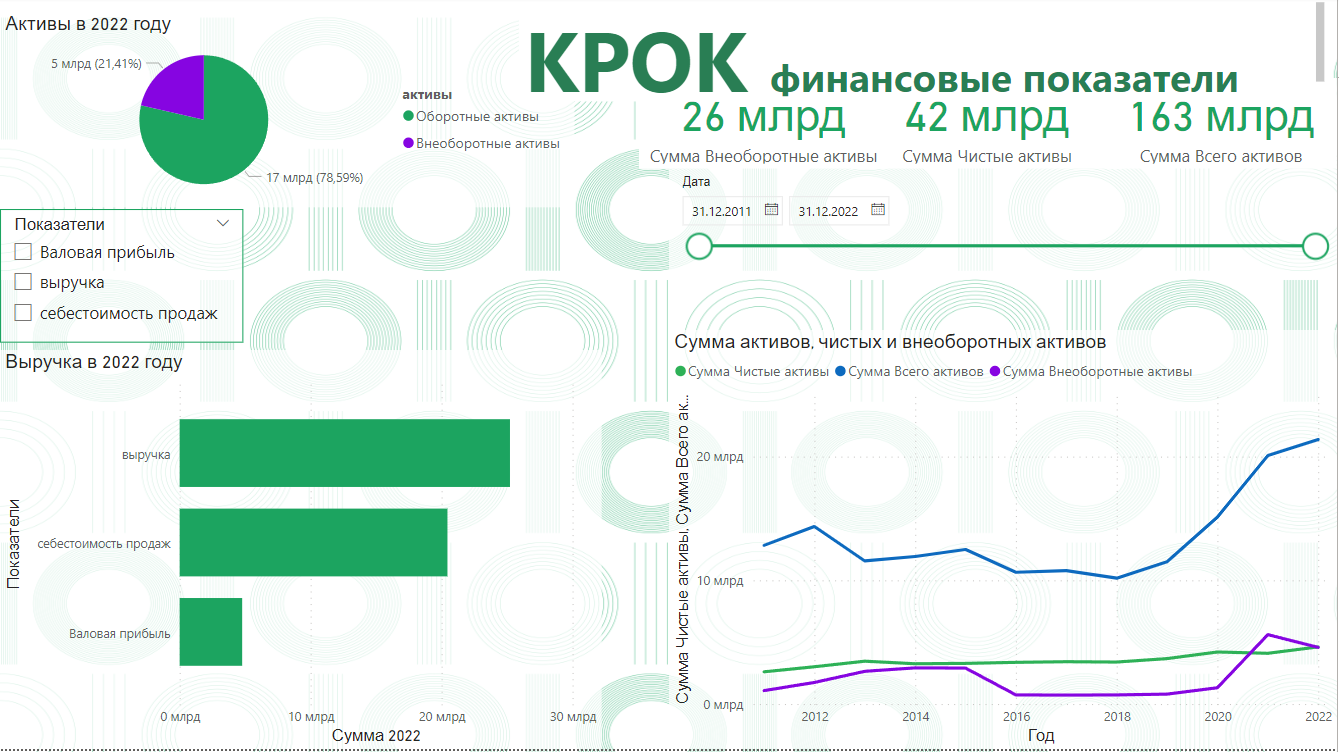 Активы в 2022 году
5 млрд (21,41%)
17 млрд (78,59%)
активы
Оборотные активы
Внеоборотные активы
КРОК финансовые показатели
26 млрд
Сумма Внеоборотные активы
42 млрд
Сумма Чистые активы
163 млрд
Сумма Всего активов
Дата
31.12.2011
31.12.2022
Показатели
Валовая прибыль
выручка
себестоимость продаж
Выручка в 2022 году
Показатели
выручка
себестоимость продаж
Валовая прибыль
0 млрд
10 млрд
20 млрд
30 млрд
Сумма 2022
Сумма активов, чистых и внеоборотных активов
Сумма Чистые активы
Сумма Всего активов
Сумма Внеоборотные активы
Сумма Чистые активы, Сумма Всего ак...
20 млрд
10 млрд
0 млрд
2012
2014
2016
2018
2020
2022
Год